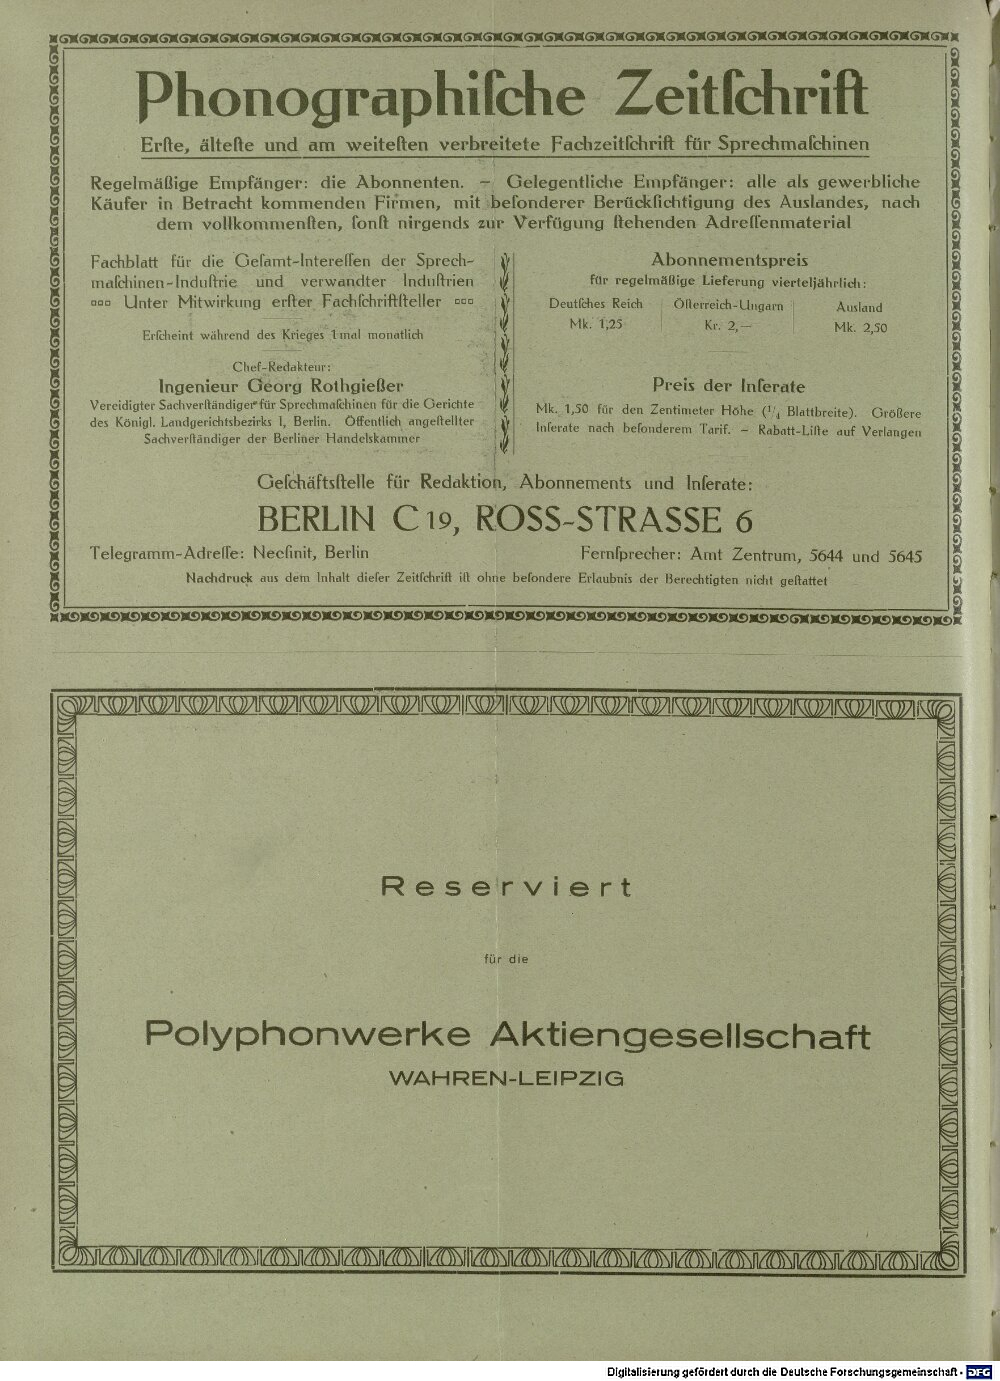 Phonographiſche Zeitſchrift
Erſte, älteſte und am weiteſten verbreitete Fachzeitſchrift für Sprechmaſchinen
Regelmäßige Empfänger: die Abonnenten. – Gelegentliche Empfänger: alle als gewerbliche
Käufer in Betracht kommenden Firmen, mit beſonderer Berückſichtigung des Auslandes, nach
dem vollkommenſten, ſonſt nirgends zur Verfügung ſtehenden Adreſſenmaterial
Fachblatt für die Geſamt-Intereſſen der Sprech-
maſchinen-Induſtrie und verwandter Induſtrien
▫▫▫ Unter Mitwirkung erſter Fachſchriftſteller ▫▫▫
Erſcheint während des Krieges 1 mal monatlich
Chef-Redakteur:
Ingenieur Georg Rothgießer
Vereidigter Sachverſtändiger für Sprechmaſchinen für die Gerichte
des Königl. Landgerichtsbezirks I, Berlin. Öffentlich angeſtellter
Sachverſtändiger der Berliner Handelskammer
Abonnementspreis
für regelmäßige Lieferung vierteljährlich:
Deutſches Reich Öſterreich-Ungarn Ausland
Mk. 1,25 Kr. 2,— Mk. 2,50
Preis der Inſerate
Mk. 1,50 für den Zentimeter Höhe (1/4 Blattbreite). Größere
Inſerate nach beſonderem Tarif. – Rabatt-Liſte auf Verlangen
Geſchäftsſtelle für Redaktion, Abonnements und Inſerate:
BERLIN C 19, ROSS-STRASSE 6
Telegramm-Adreſſe: Necſinit, Berlin Fernſprecher: Amt Zentrum, 5644 und 5645
Nachdruck aus dem Inhalt dieſer Zeitſchrift iſt ohne beſondere Erlaubnis der Berechtigten nicht geſtattet
Reserviert
für die
Polyphonwerke Aktiengesellschaft
WAHREN-LEIPZIG
Digitalisierung gefördert durch die Deutsche Forschungsgemeinschaft - DFG